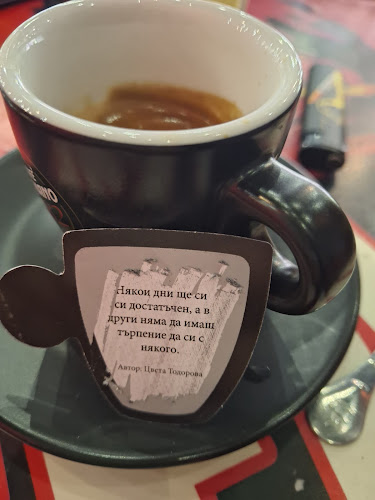 Някои дни ще си
си достатъчен, а в
други няма да имаш
търпение да си с
някого.
Автор: Цвета Тодорова